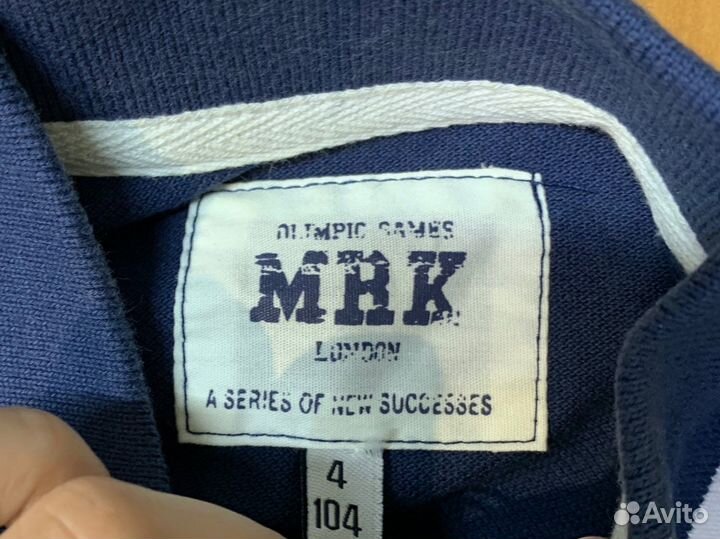 OLIMPIC GAMES
MRK
LONDON
A SERIES OF NEW SUCCESSES
4
104
Avito